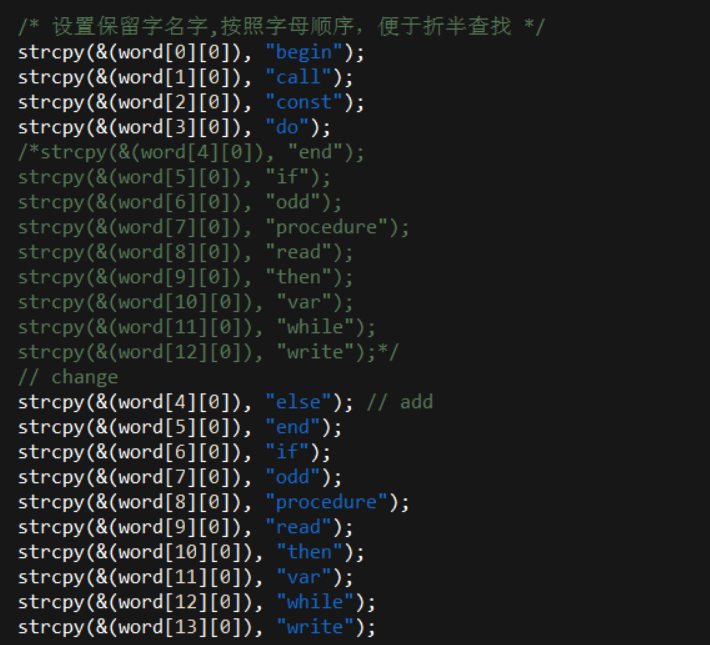 /* 设置保留字名字,按照字母顺序，便于折半查找 */
strcpy(&(word[0][0]), "begin");
strcpy(&(word[1][0]), "call");
strcpy(&(word[2][0]), "const");
strcpy(&(word[3][0]), "do");
/*strcpy(&(word[4][0]), "end");
strcpy(&(word[5][0]), "if");
strcpy(&(word[6][0]), "odd");
strcpy(&(word[7][0]), "procedure");
strcpy(&(word[8][0]), "read");
strcpy(&(word[9][0]), "then");
strcpy(&(word[10][0]), "var");
strcpy(&(word[11][0]), "while");
strcpy(&(word[12][0]), "write");*/
// change
strcpy(&(word[4][0]), "else"); // add
strcpy(&(word[5][0]), "end");
strcpy(&(word[6][0]), "if");
strcpy(&(word[7][0]), "odd");
strcpy(&(word[8][0]), "procedure");
strcpy(&(word[9][0]), "read");
strcpy(&(word[10][0]), "then");
strcpy(&(word[11][0]), "var");
strcpy(&(word[12][0]), "while");
strcpy(&(word[13][0]), "write");